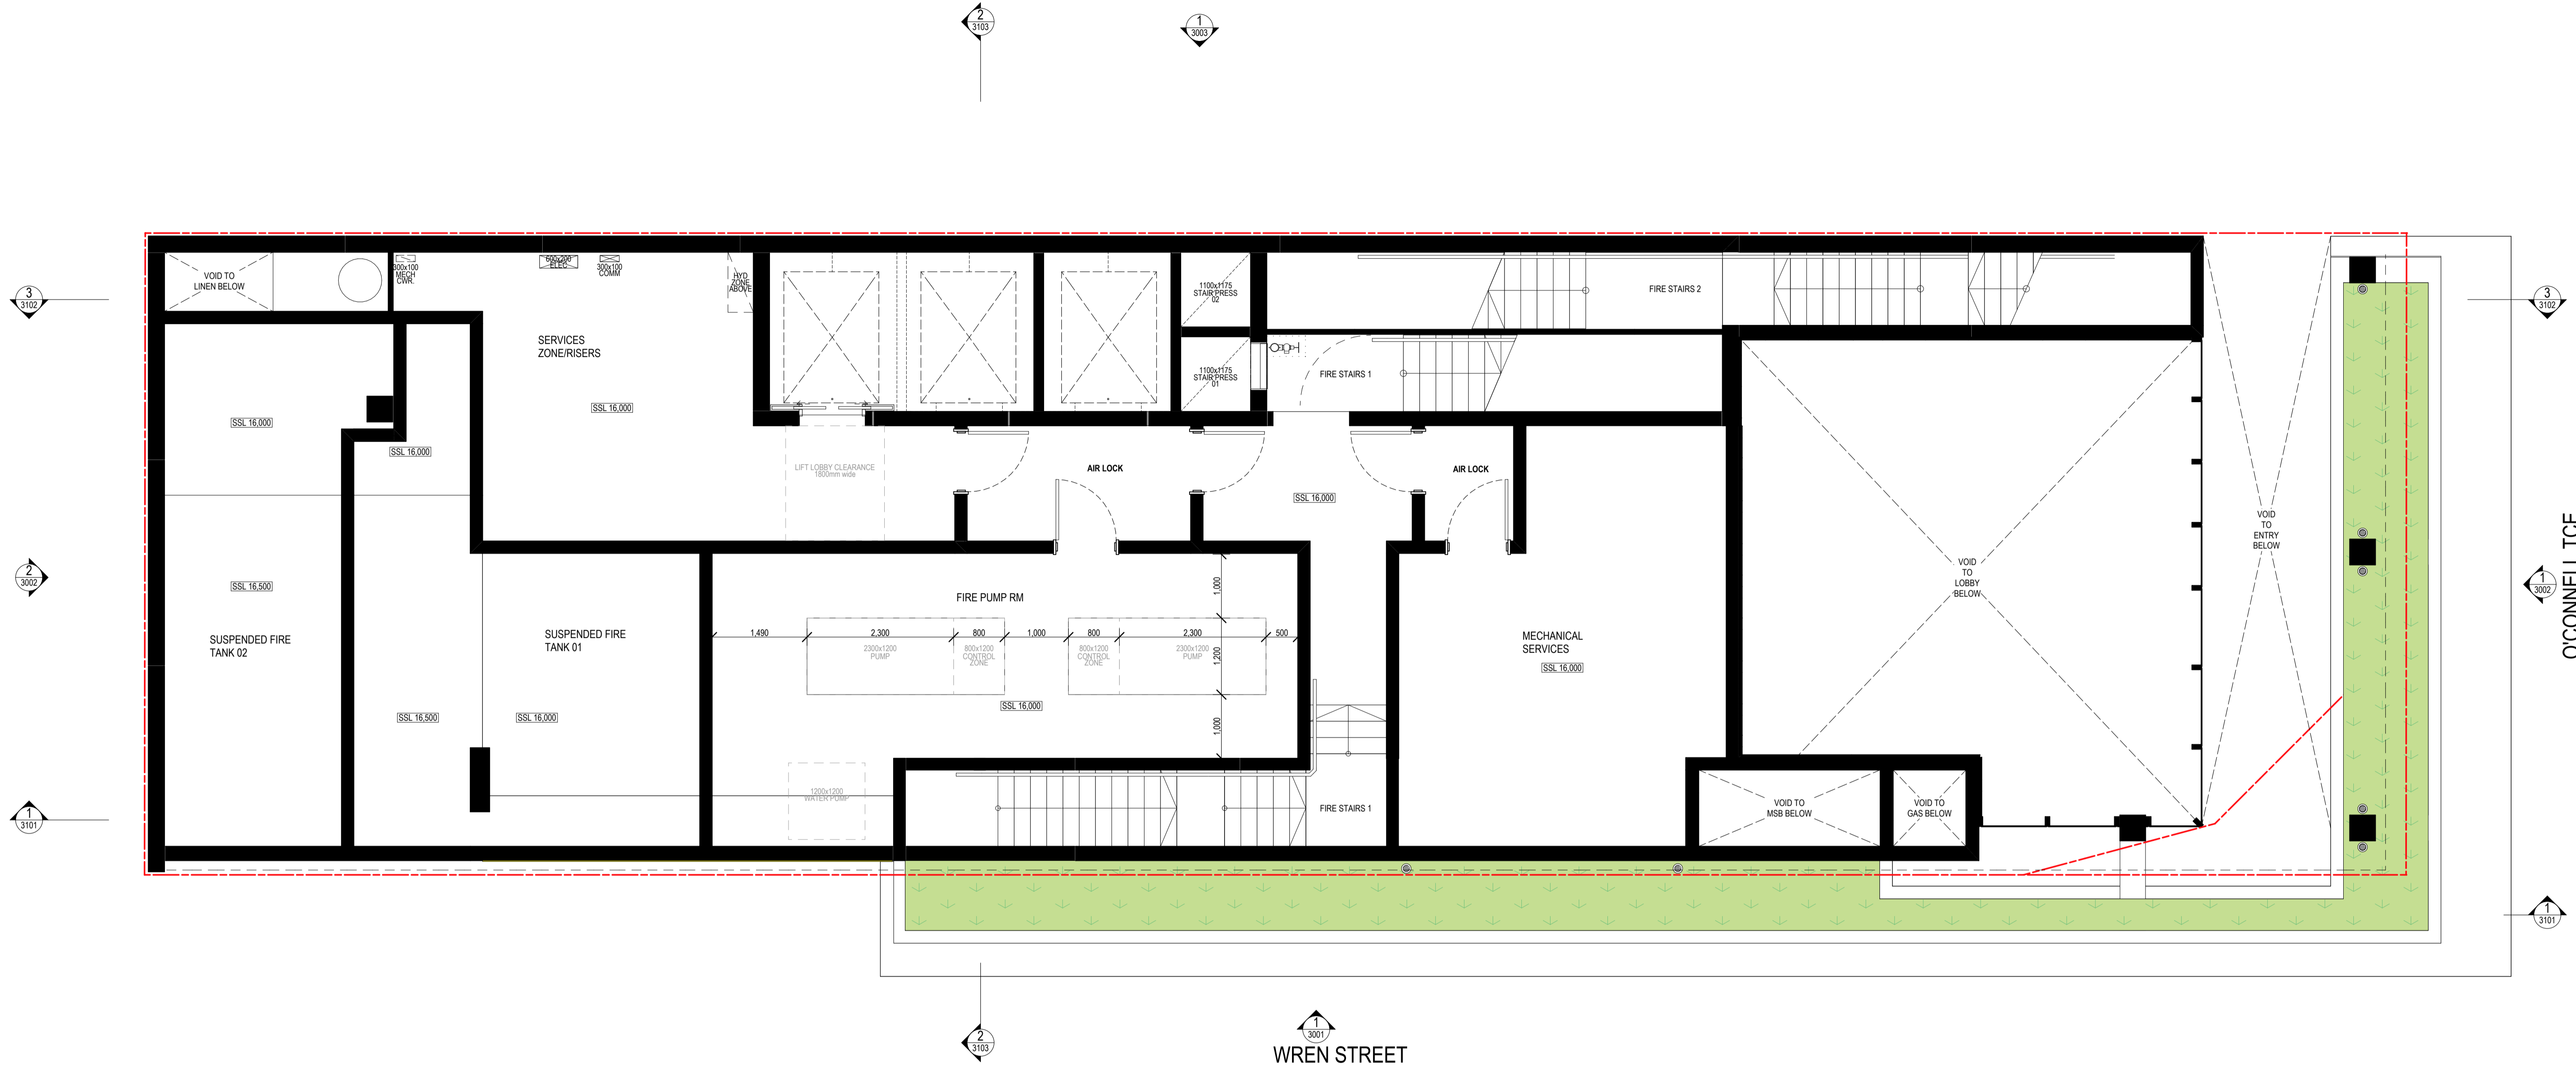 2
3103
1
3003
VOID TO
LINEN BELOW
300x100
MECH
CWR.
600x200
ELEC
300x100
COMM
HYD
ZONE
ABOVE
1100x1175
STAIR PRESS
02
FIRE STAIRS 2
3
3102
3
3102
SERVICES
ZONE/RISERS
1100x1175
STAIR PRESS
01
FIRE STAIRS 1
SSL 16,000
SSL 16,000
SSL 16,000
LIFT LOBBY CLEARANCE
1800mm wide
AIR LOCK
AIR LOCK
SSL 16,000
VOID
TO
ENTRY
BELOW
VOID
TO
LOBBY
BELOW
2
3002
1
3002
O'CONNELL TCE
SSL 16,500
FIRE PUMP RM
1,000
1,490
2,300
800
1,000
800
2,300
500
SUSPENDED FIRE
TANK 02
SUSPENDED FIRE
TANK 01
2300x1200
PUMP
800x1200
CONTROL
ZONE
800x1200
CONTROL
ZONE
2300x1200
PUMP
1,200
MECHANICAL
SERVICES
SSL 16,000
SSL 16,000
SSL 16,500
SSL 16,000
1,000
1200x1200
WATER PUMP
FIRE STAIRS 1
VOID TO
MSB BELOW
VOID TO
GAS BELOW
1
3101
1
3101
2
3103
1
3001
WREN STREET